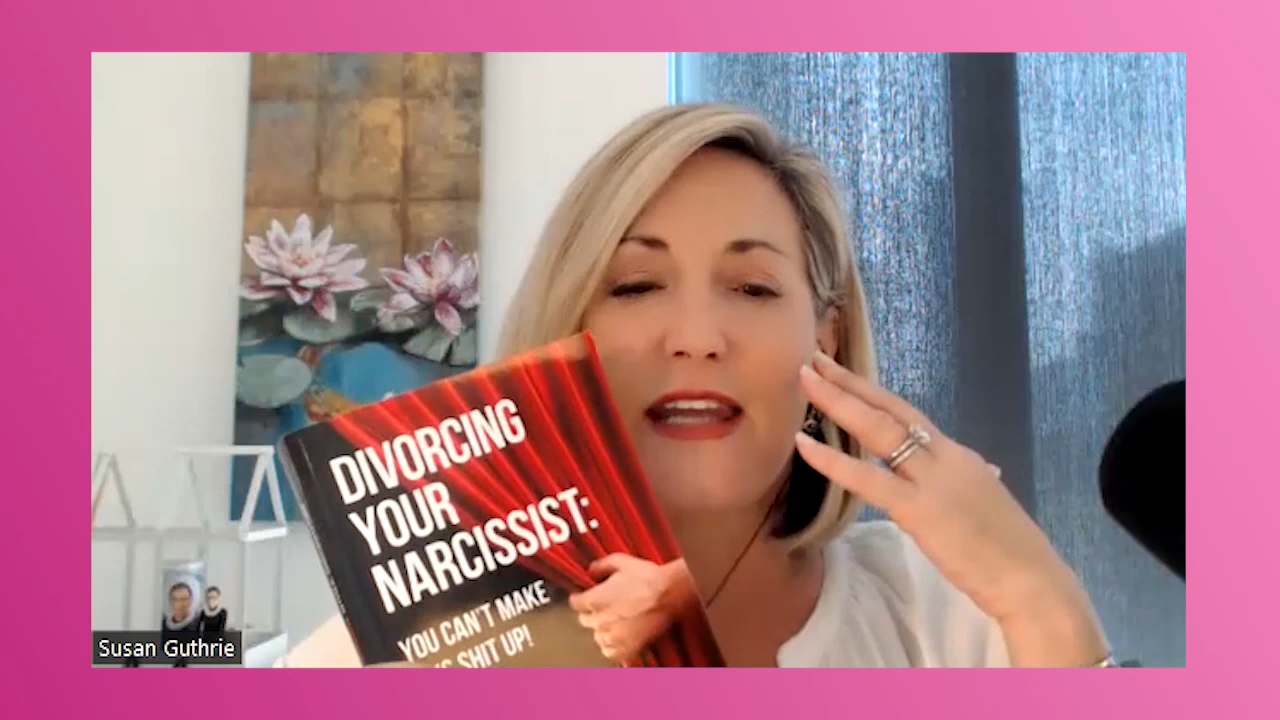 DIVORCING
YOUR
NARCISSIST:
YOU CAN'T MAKE
SHIT UP!
Susan Guthrie